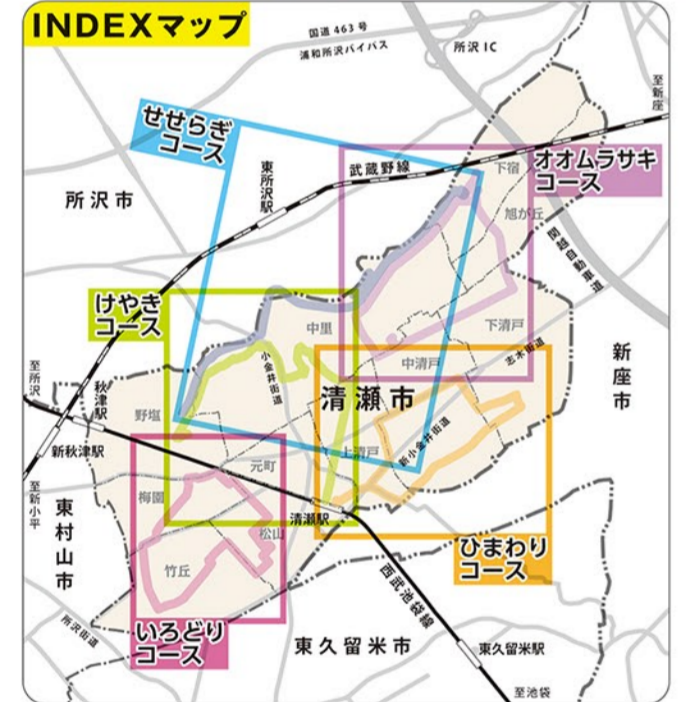 INDEXマップ
国道463号
浦和所沢バイパス
所沢IC
至新座
せせらぎ
コース
東所沢駅
武蔵野線
下宿
オオムラサキ
コース
所沢市
旭が丘
関越自動車道
けやき
コース
中里
下清戸
志木街道
新座市
至所沢
秋津駅
小金井街道
中清戸
清瀬市
野塩
新小金井街道
上清戸
新秋津駅
元町
至新小平
梅園
清瀬駅
東村山市
松山
ひまわり
コース
竹丘
西武池袋線
いろどり
コース
所沢街道
東久留米市
東久留米駅
至池袋